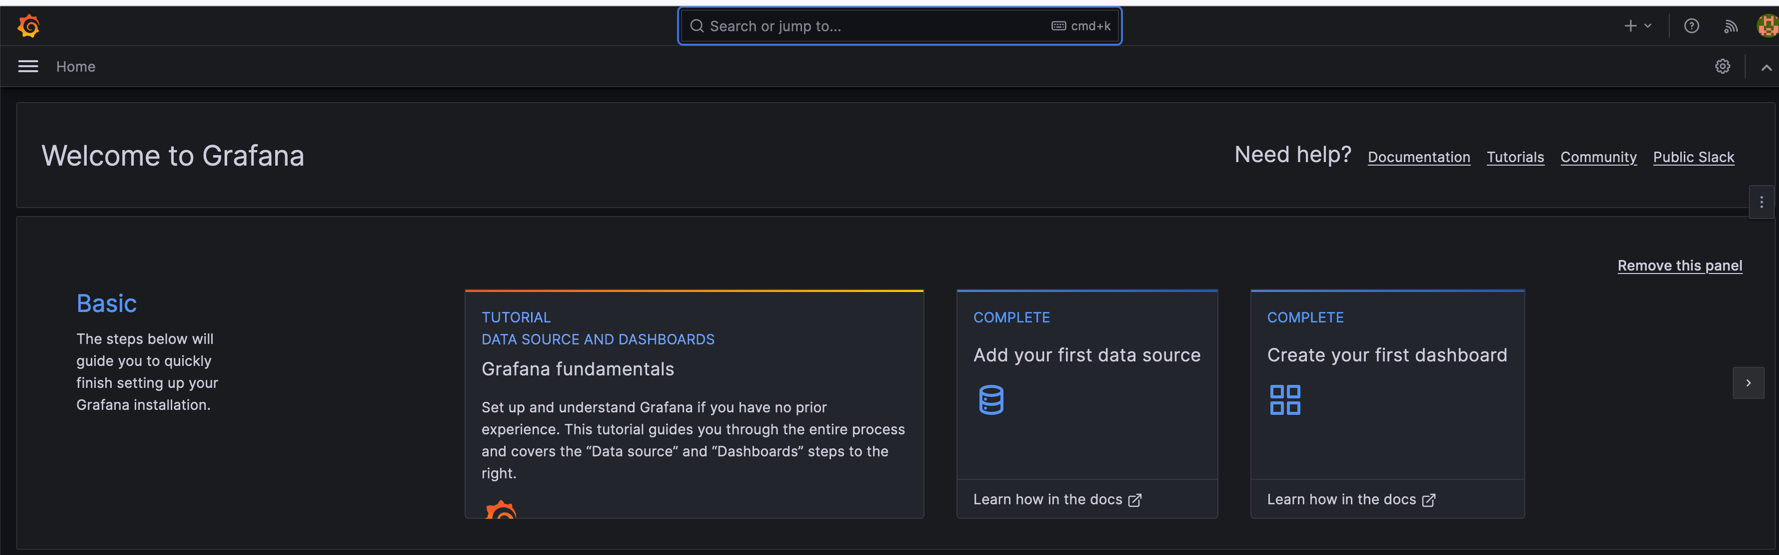 Search or jump to...
cmd+k
Home
Welcome to Grafana
Need help?
Documentation
Tutorials
Community
Public Slack
Remove this panel
Basic
The steps below will
guide you to quickly
finish setting up your
Grafana installation.
TUTORIAL
DATA SOURCE AND DASHBOARDS
Grafana fundamentals
Set up and understand Grafana if you have no prior
experience. This tutorial guides you through the entire process
and covers the “Data source” and “Dashboards” steps to the
right.
COMPLETE
Add your first data source
Learn how in the docs
COMPLETE
Create your first dashboard
Learn how in the docs